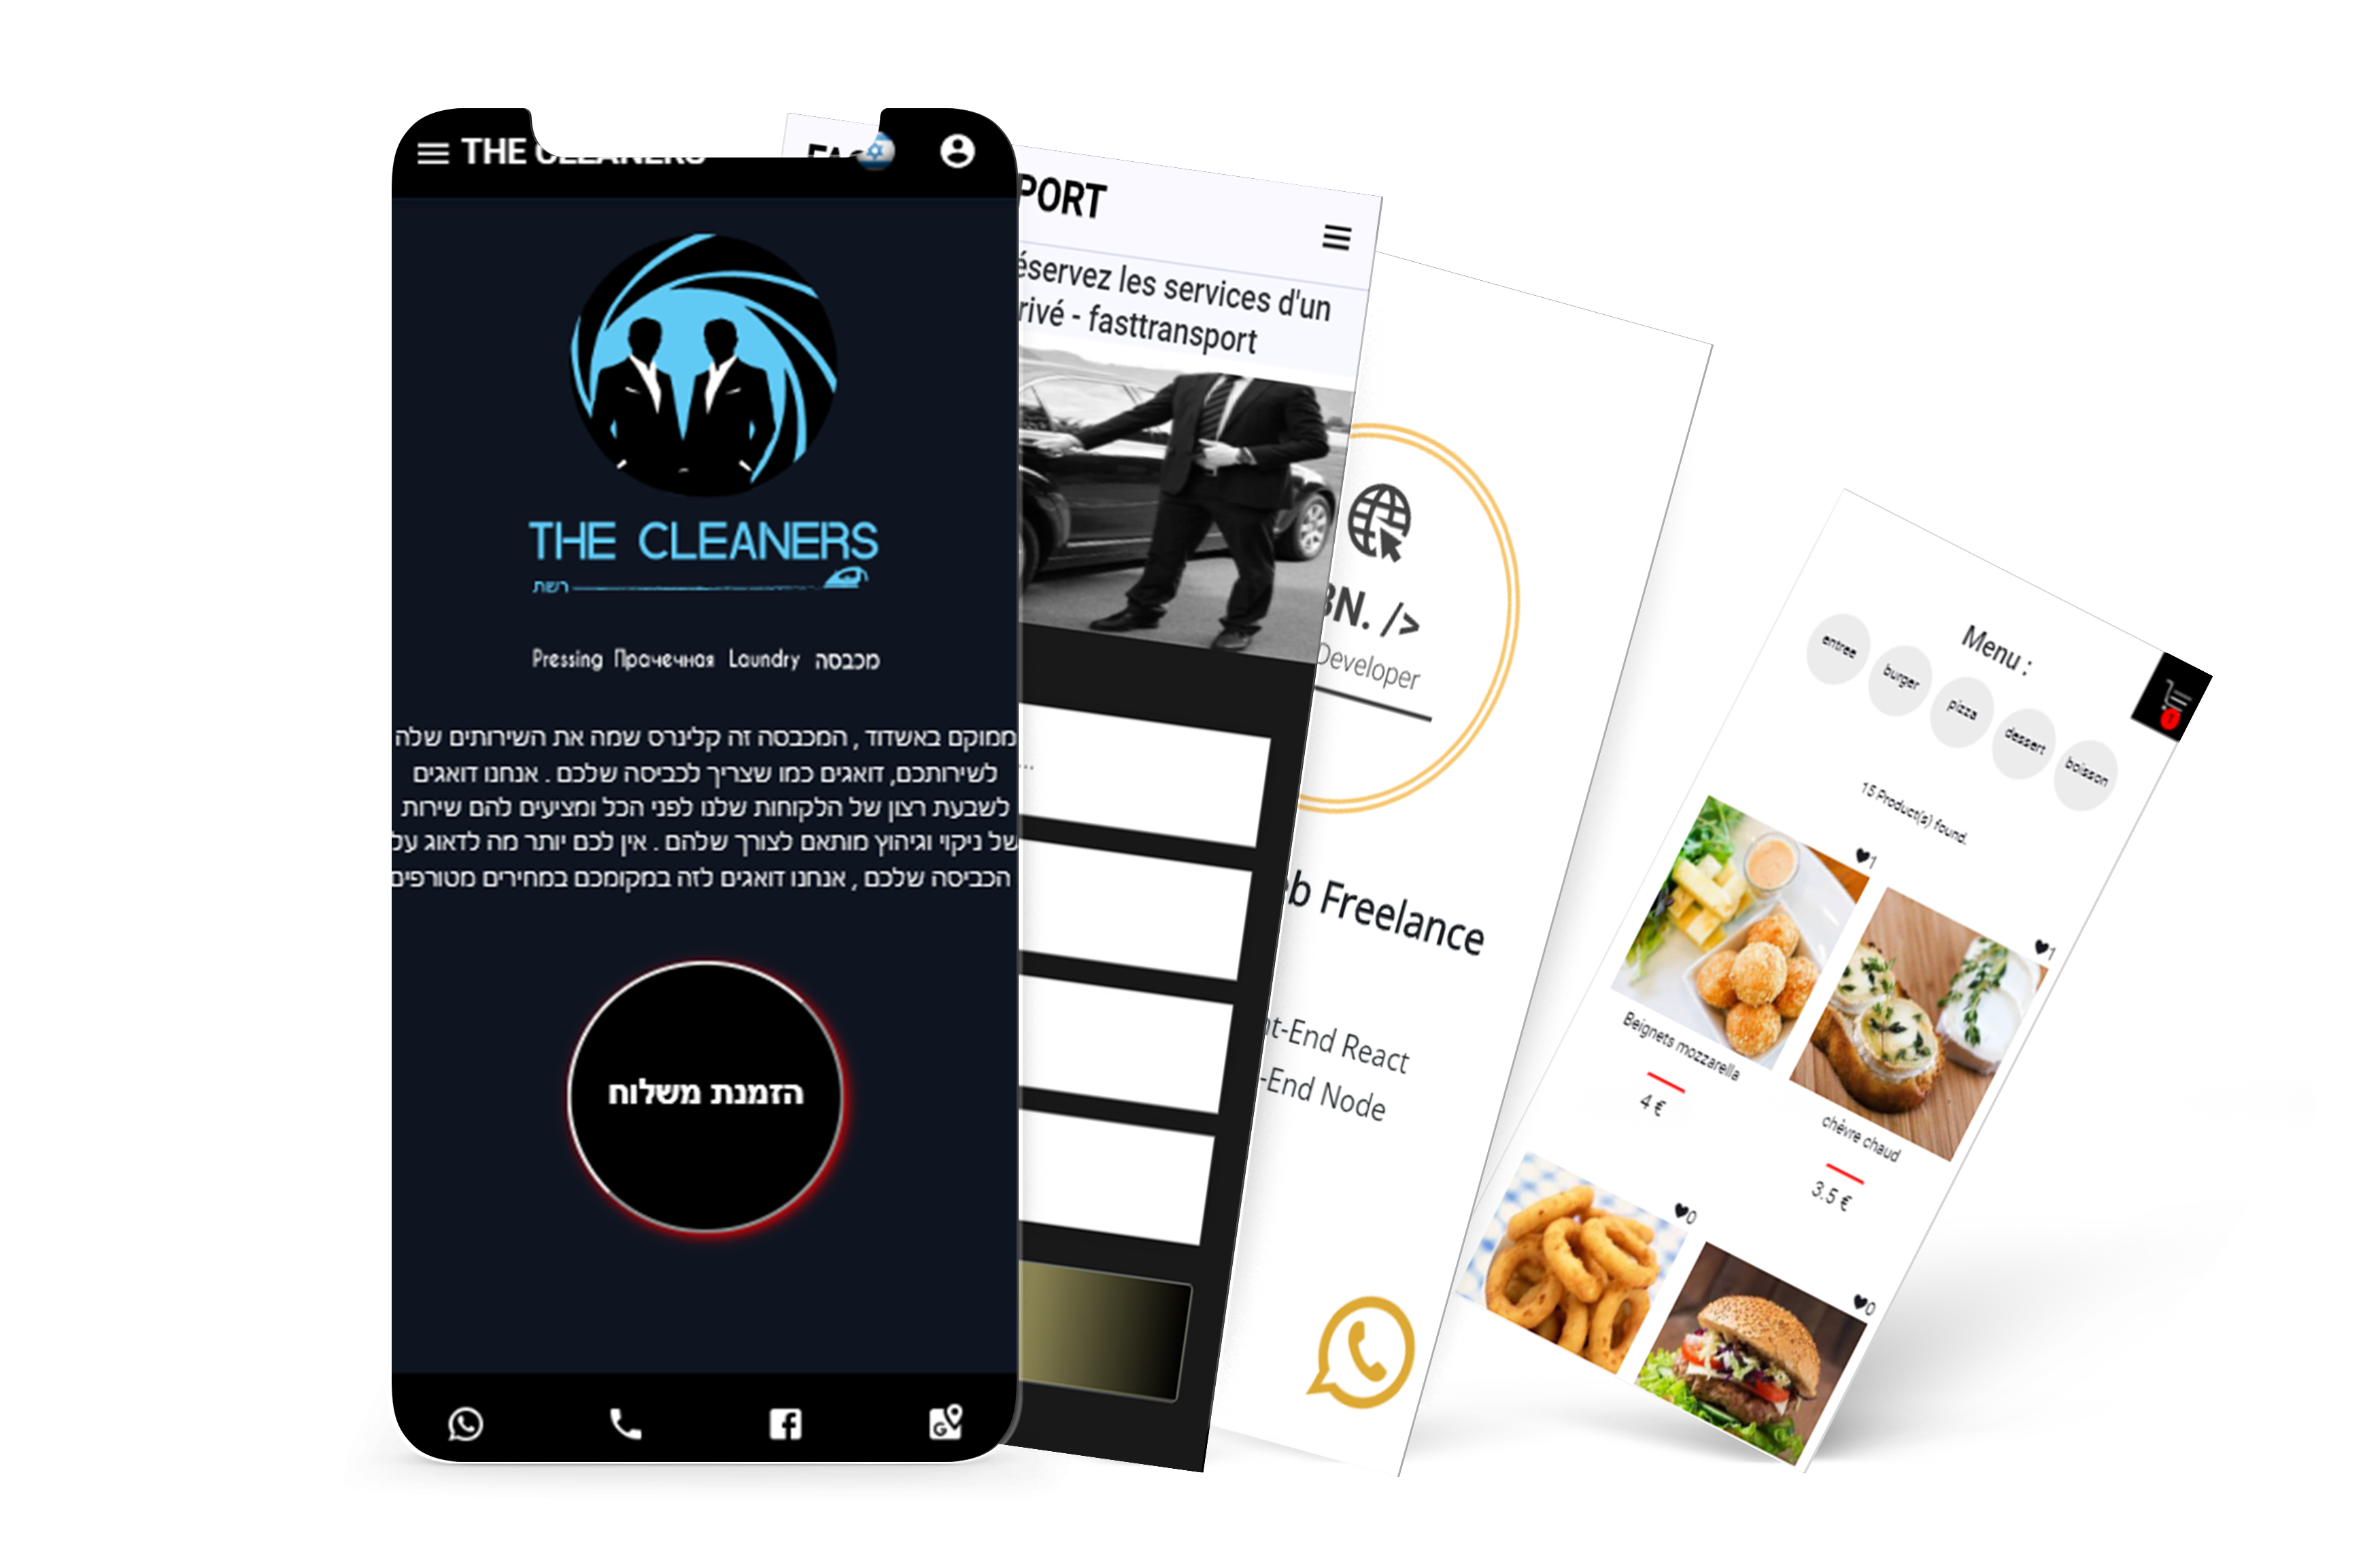 THE CLEANERS
THE CLEANERS
רשת
Pressing Прачечная Laundry מכבסה
ממוקם באשדוד , המכבסה זה קלינרס שמה את השירותים שלה
לשירותכם, דואגים כמו שצריך לכביסה שלכם . אנחנו דואגים
לשבעת רצון של הלקוחות שלנו לפני הכל ומציעים להם שירות
של ניקוי וגיהוץ מותאם לצורך שלהם . אין לכם יותר מה לדאוג על
הכביסה שלכם , אנחנו דואגים לזה במקומכם במחירים מטורפים
הזמנת משלוח
PORT
éservez les services d'un
rivé - fasttransport
...
BN. />
Developer
b Freelance
nt-End React
-End Node
Menu :
1
entree
burger
pizza
dessert
boisson
15 Product(s) found.
1
1
Beignets mozzarella
4 €
chèvre chaud
3.5 €
0
0